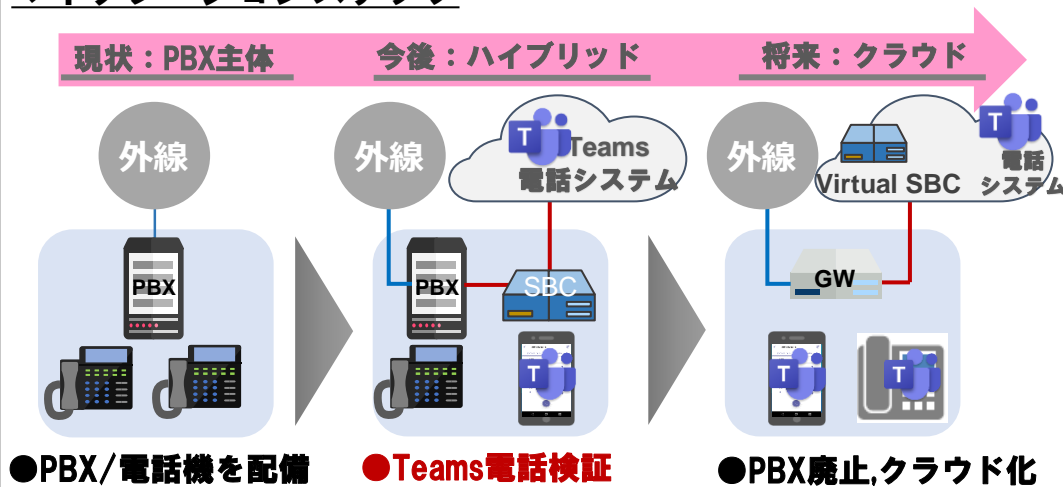 現状：PBX主体
今後：ハイブリッド
将来：クラウド
外線
外線
T
Teams
電話システム
外線
T
電話
システム
Virtual SBC
PBX
PBX
SBC
GW
T
T
T
●PBX/電話機を配備
●Teams電話検証
●PBX廃止,クラウド化